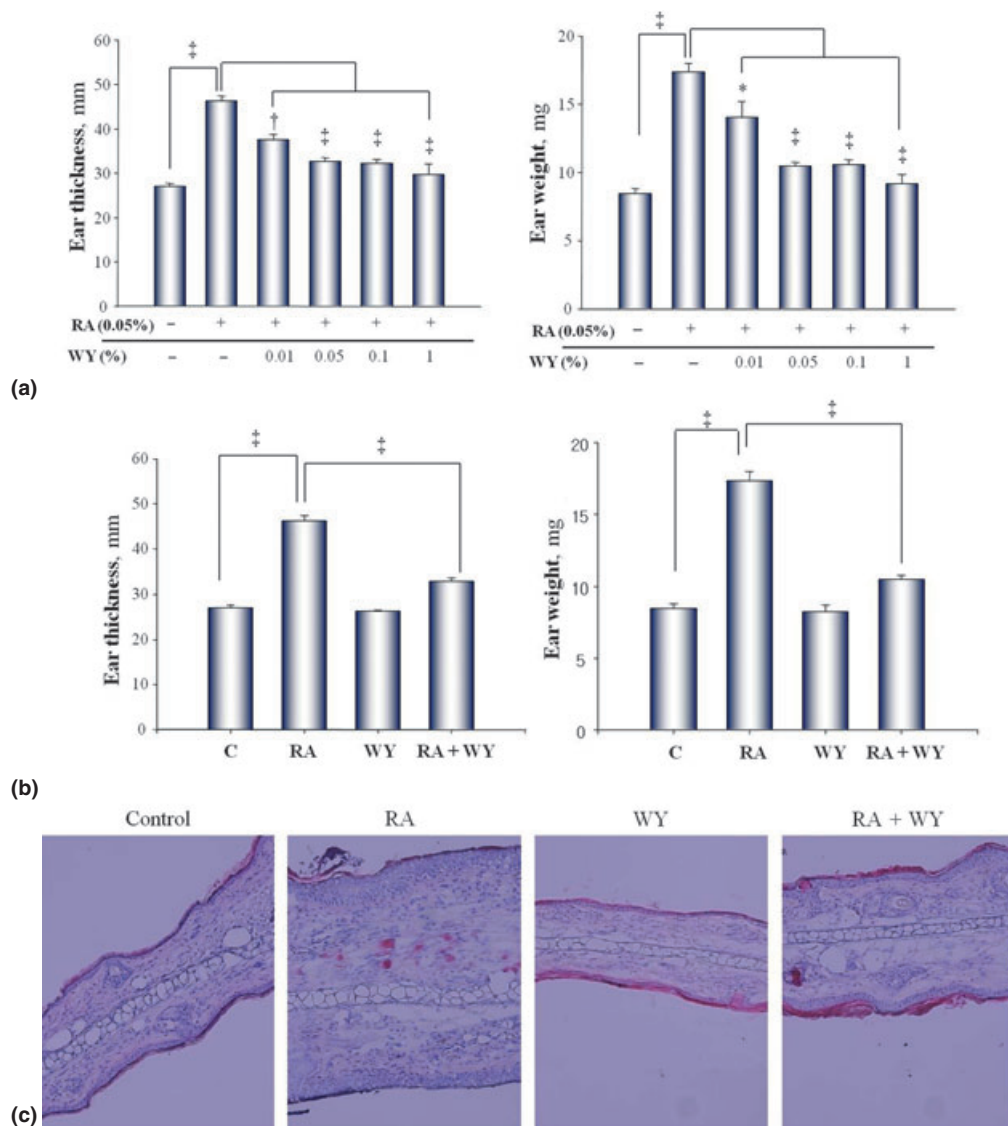 60
50
40
30
20
10
0
Ear thickness, mm
‡
†
‡
‡
‡
RA (0.05%) – + + + + +
WY (%) – – 0.01 0.05 0.1 1
20
15
10
5
0
Ear weight, mg
‡
*
‡
‡
‡
RA (0.05%) – + + + + +
WY (%) – – 0.01 0.05 0.1 1
(a)
60
50
40
30
20
10
0
Ear thickness, mm
‡
‡
C RA WY RA + WY
20
15
10
5
0
Ear weight, mg
‡
‡
C RA WY RA + WY
(b)
Control RA WY RA + WY
(c)